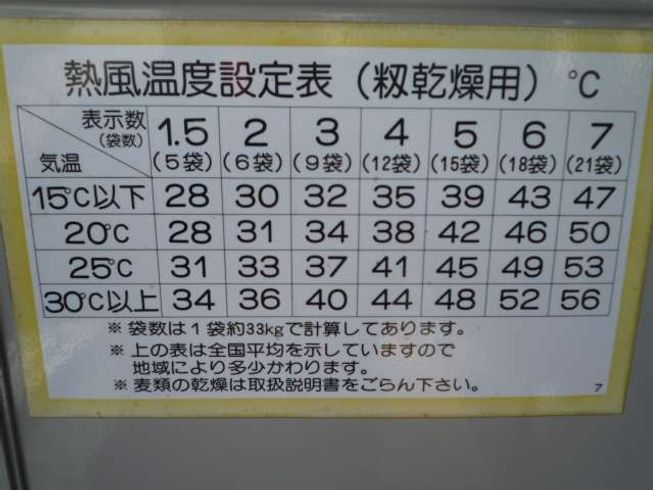 熱風温度設定表（籾乾燥用）℃
表示数(袋数) 気温 1.5(5袋) 2(6袋) 3(9袋) 4(12袋) 5(15袋) 6(18袋) 7(21袋)
15℃以下 28 30 32 35 39 43 47
20℃ 28 31 34 38 42 46 50
25℃ 31 33 37 41 45 49 53
30℃以上 34 36 40 44 48 52 56
※ 袋数は１袋約33kgで計算してあります。
※ 上の表は全国平均を示していますので
地域により多少かわります。
※ 麦類の乾燥は取扱説明書をごらん下さい。
7